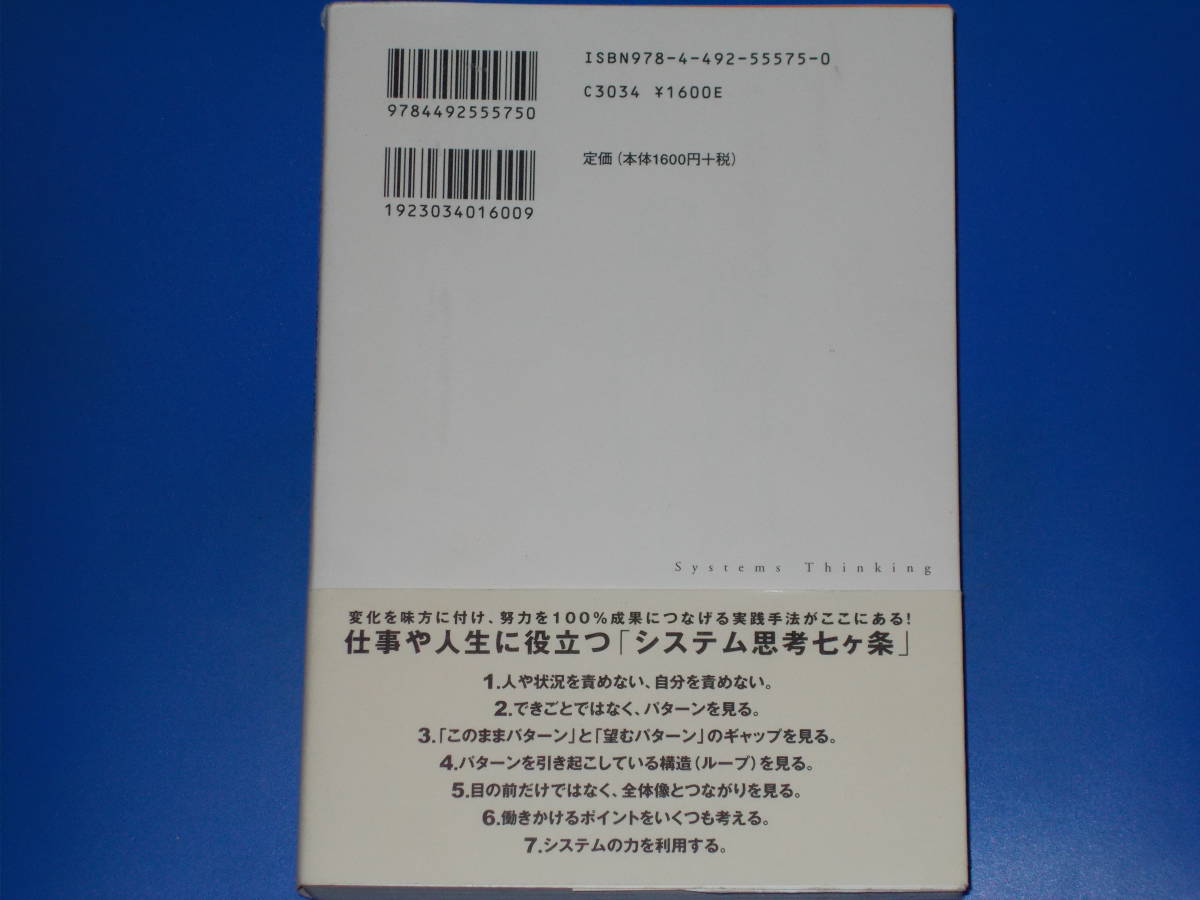 ISBN978-4-492-55575-0
9784492555750
C3034 ¥1600E
定価(本体1600円+税)
1923034016009
Systems Thinking
変化を味方に付け、努力を100%成果につなげる実践手法がここにある!
仕事や人生に役立つ「システム思考七ヶ条」
1.人や状況を責めない、自分を責めない。
2.できごとではなく、パターンを見る。
3.「このままパターン」と「望むパターン」のギャップを見る。
4.パターンを引き起こしている構造(ループ)を見る。
5.目の前だけではなく、全体像とつながりを見る。
6.働きかけるポイントをいくつも考える。
7.システムの力を利用する。